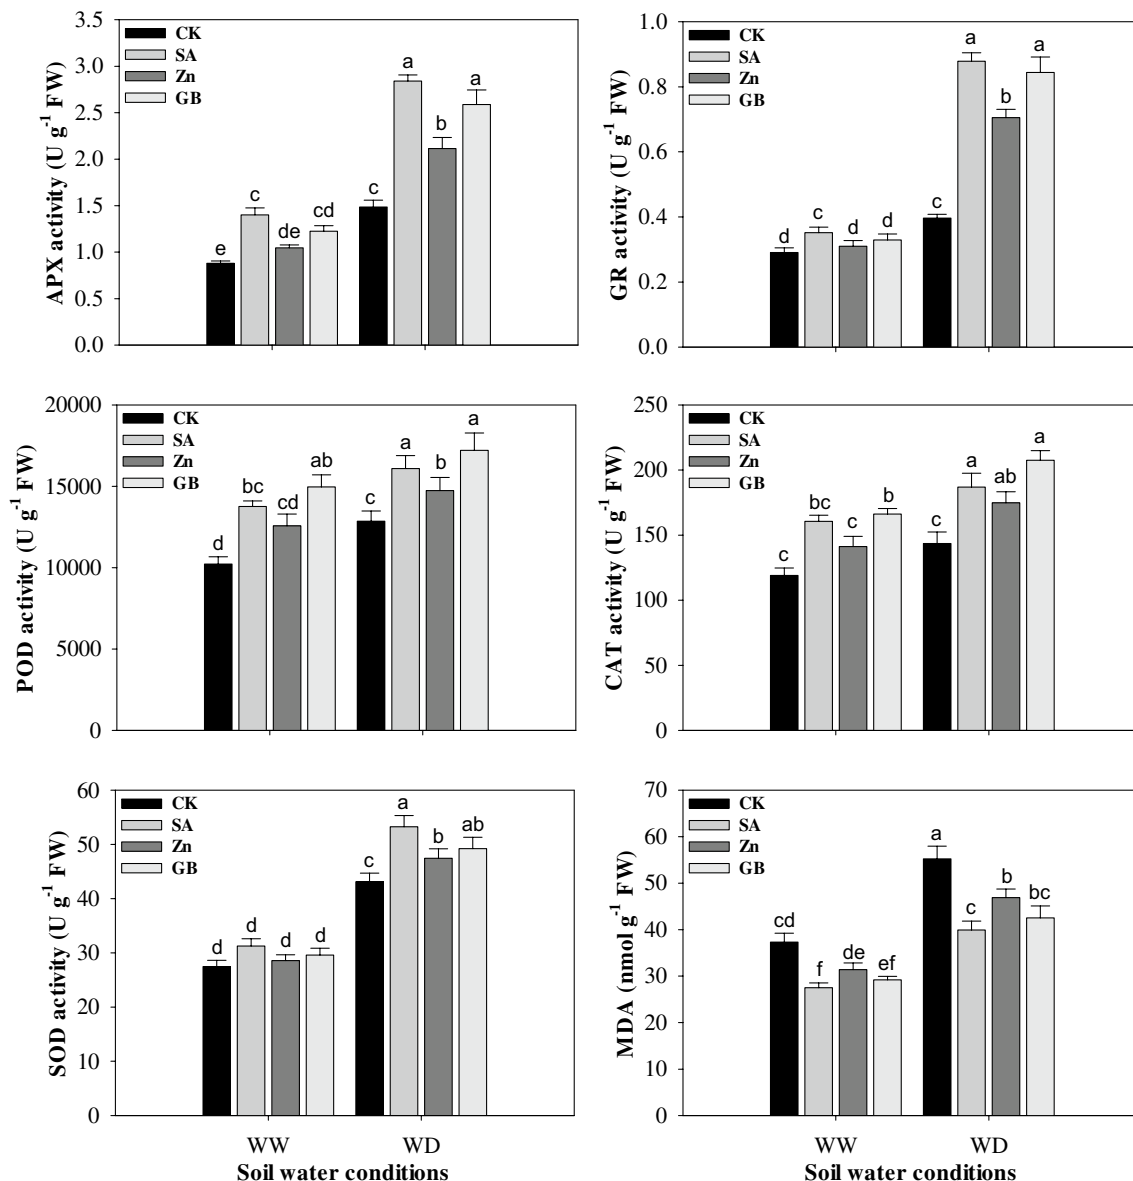 APX activity (U g-1 FW)
3.5
3.0
2.5
2.0
1.5
1.0
0.5
0.0
CK
SA
Zn
GB
e
c
de
cd
c
a
b
a
GR activity (U g-1 FW)
1.0
0.8
0.6
0.4
0.2
0.0
CK
SA
Zn
GB
d
c
d
d
c
a
b
a
POD activity (U g-1 FW)
20000
15000
10000
5000
0
CK
SA
Zn
GB
d
bc
cd
ab
c
a
b
a
CAT activity (U g-1 FW)
250
200
150
100
50
0
CK
SA
Zn
GB
c
bc
c
b
c
a
ab
a
SOD activity (U g-1 FW)
60
50
40
30
20
10
0
CK
SA
Zn
GB
d
d
d
d
c
a
b
ab
WW
WD
Soil water conditions
MDA (nmol g-1 FW)
70
60
50
40
30
20
10
0
CK
SA
Zn
GB
cd
f
de
ef
a
c
b
bc
WW
WD
Soil water conditions